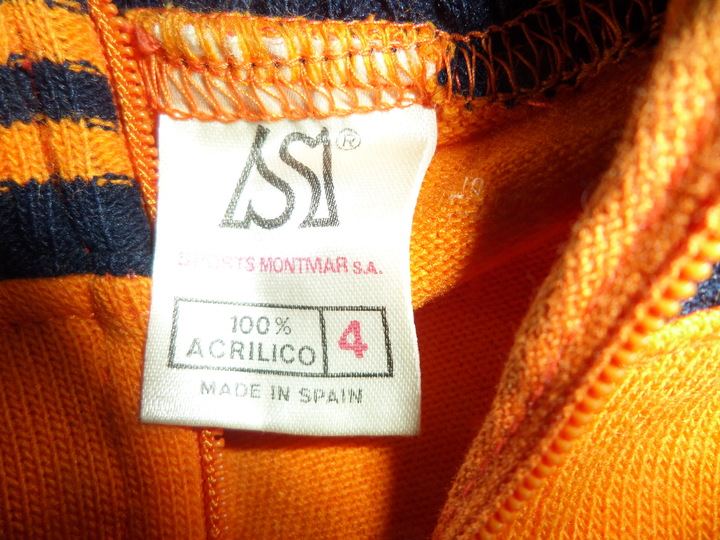 ASI®
SPORTS MONTMAR S.A.
100%
ACRILICO
4
MADE IN SPAIN